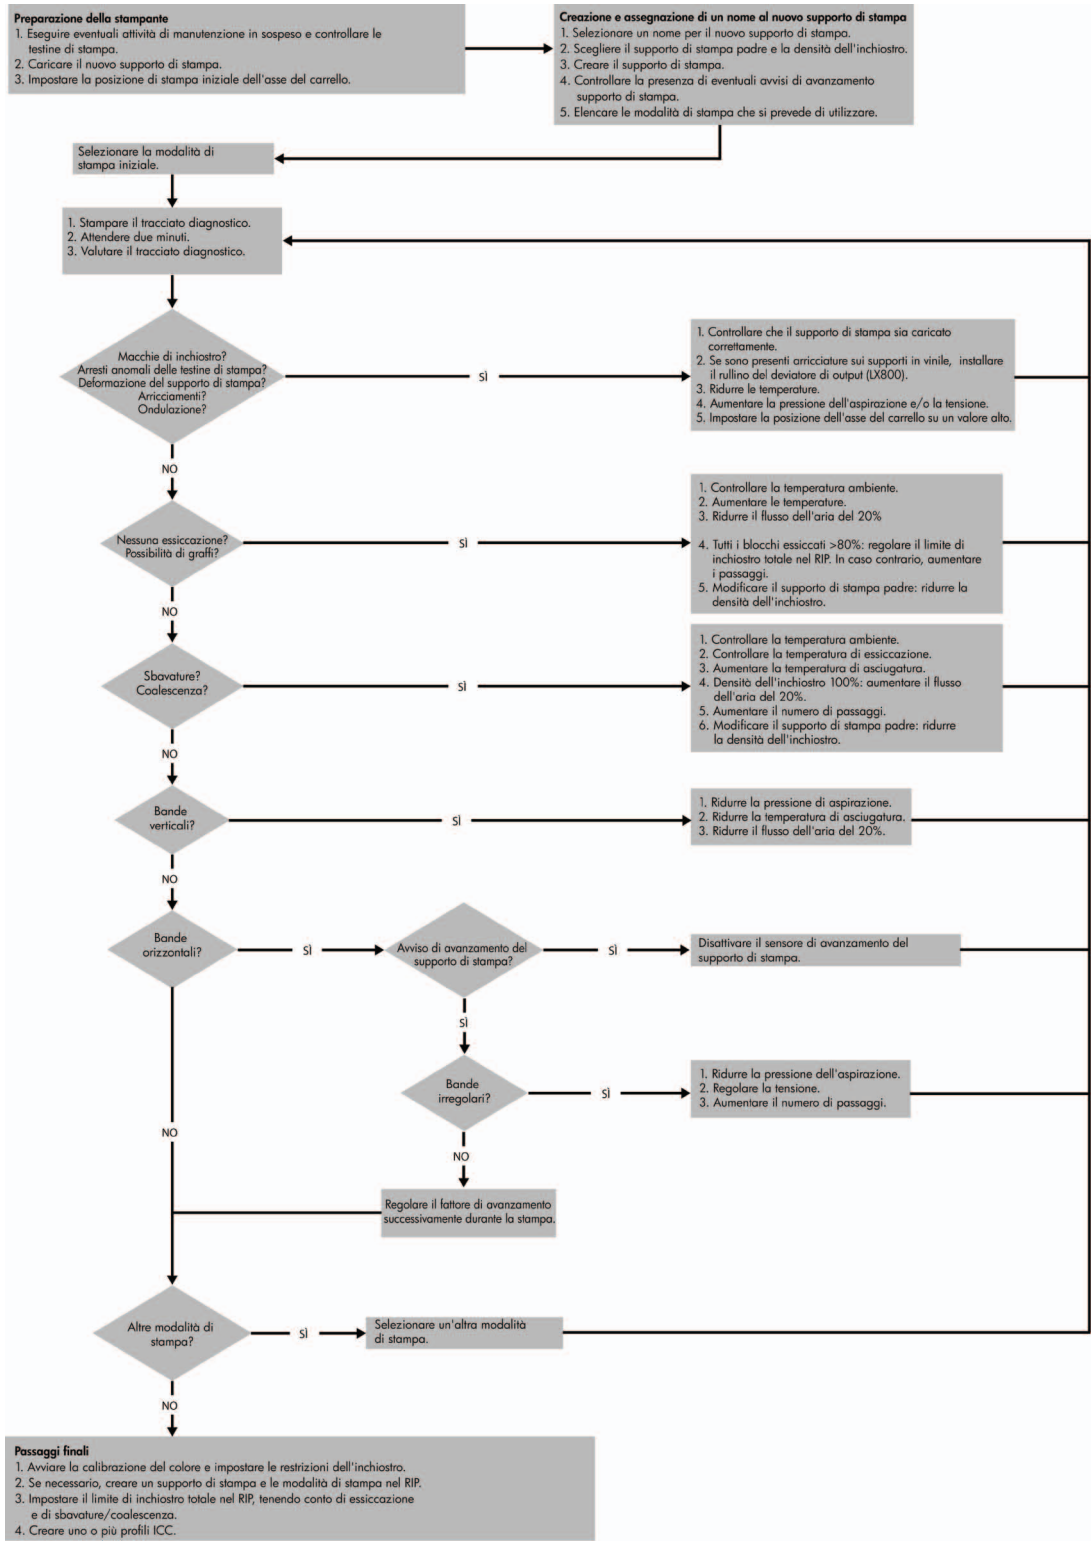 Preparazione della stampante
1. Eseguire eventuali attività di manutenzione in sospeso e controllare le
testine di stampa.
2. Caricare il nuovo supporto di stampa.
3. Impostare la posizione di stampa iniziale dell'asse del carrello.
Creazione e assegnazione di un nome al nuovo supporto di stampa
1. Selezionare un nome per il nuovo supporto di stampa.
2. Scegliere il supporto di stampa padre e la densità dell'inchiostro.
3. Creare il supporto di stampa.
4. Controllare la presenza di eventuali avvisi di avanzamento
supporto di stampa.
5. Elencare le modalità di stampa che si prevede di utilizzare.
Selezionare la modalità di
stampa iniziale.
1. Stampare il tracciato diagnostico.
2. Attendere due minuti.
3. Valutare il tracciato diagnostico.
Macchie di inchiostro?
Arresti anomali delle testine di stampa?
Deformazione del supporto di stampa?
Arricciamenti?
Ondulazione?
SÌ
1. Controllare che il supporto di stampa sia caricato
correttamente.
2. Se sono presenti arricciature sui supporti in vinile, installare
il rullino del deviatore di output (LX800).
3. Ridurre le temperature.
4. Aumentare la pressione dell'aspirazione e/o la tensione.
5. Impostare la posizione dell'asse del carrello su un valore alto.
NO
Nessuna essiccazione?
Possibilità di graffi?
SÌ
1. Controllare la temperatura ambiente.
2. Aumentare le temperature.
3. Ridurre il flusso dell'aria del 20%
4. Tutti i blocchi essiccati >80%: regolare il limite di
inchiostro totale nel RIP. In caso contrario, aumentare
i passaggi.
5. Modificare il supporto di stampa padre: ridurre la
densità dell'inchiostro.
NO
Sbavature?
Coalescenza?
SÌ
1. Controllare la temperatura ambiente.
2. Controllare la temperatura di essiccazione.
3. Aumentare la temperatura di asciugatura.
4. Densità dell'inchiostro 100%: aumentare il flusso
dell'aria del 20%.
5. Aumentare il numero di passaggi.
6. Modificare il supporto di stampa padre: ridurre
la densità dell'inchiostro.
NO
Bande
verticali?
SÌ
1. Ridurre la pressione di aspirazione.
2. Ridurre la temperatura di asciugatura.
3. Ridurre il flusso dell'aria del 20%.
NO
Bande
orizzontali?
SÌ
Avviso di avanzamento del
supporto di stampa?
SÌ
Disattivare il sensore di avanzamento del
supporto di stampa.
SÌ
Bande
irregolari?
SÌ
1. Ridurre la pressione dell'aspirazione.
2. Regolare la tensione.
3. Aumentare il numero di passaggi.
NO
NO
Regolare il fattore di avanzamento
successivamente durante la stampa.
Altre modalità di
stampa?
SÌ
Selezionare un'altra modalità
di stampa.
NO
Passaggi finali
1. Avviare la calibrazione del colore e impostare le restrizioni dell'inchiostro.
2. Se necessario, creare un supporto di stampa e le modalità di stampa nel RIP.
3. Impostare il limite di inchiostro totale nel RIP, tenendo conto di essiccazione
e di sbavature/coalescenza.
4. Creare uno o più profili ICC.